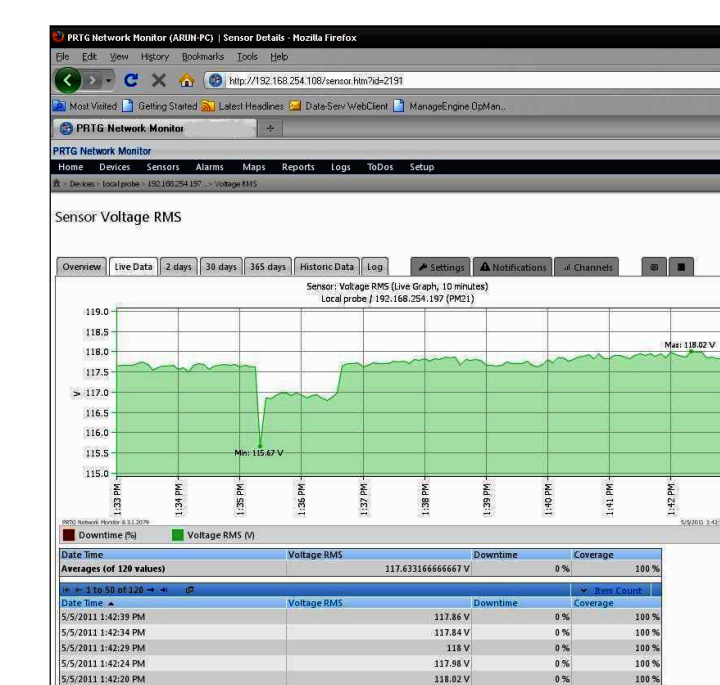 PRTG Network Monitor (ARUN-PC) | Sensor Details - Mozilla Firefox
File Edit View History Bookmarks Tools Help
http://192.168.254.108/sensor.htm?id=2191
Most Visited Getting Started Latest Headlines Data-Serv WebClient ManageEngine OpMan...
PRTG Network Monitor
PRTG Network Monitor
Home Devices Sensors Alarms Maps Reports Logs ToDos Setup
Devices Local probe 192.168.254.197... Voltage RMS
Sensor Voltage RMS
Overview Live Data 2 days 30 days 365 days Historic Data Log Settings Notifications Channels
Sensor: Voltage RMS (Live Graph, 10 minutes)
Local probe / 192.168.254.197 (PM21)
119.0
118.5
118.0
117.5
117.0
116.5
116.0
115.5
115.0
V
Max: 118.02 V
Min: 115.67 V
1:33 PM 1:34 PM 1:35 PM 1:36 PM 1:37 PM 1:38 PM 1:39 PM 1:40 PM 1:41 PM 1:42 PM
PRTG Network Monitor 8.3.1.2079 5/5/2011 1:42
Downtime (%) Voltage RMS (V)
Date Time Voltage RMS Downtime Coverage
Averages (of 120 values) 117.633166666667 V 0 % 100 %
1 to 50 of 120 Item Count
Date Time Voltage RMS Downtime Coverage
5/5/2011 1:42:39 PM 117.86 V 0 % 100 %
5/5/2011 1:42:34 PM 117.84 V 0 % 100 %
5/5/2011 1:42:29 PM 118 V 0 % 100 %
5/5/2011 1:42:24 PM 117.98 V 0 % 100 %
5/5/2011 1:42:20 PM 118.02 V 0 % 100 %